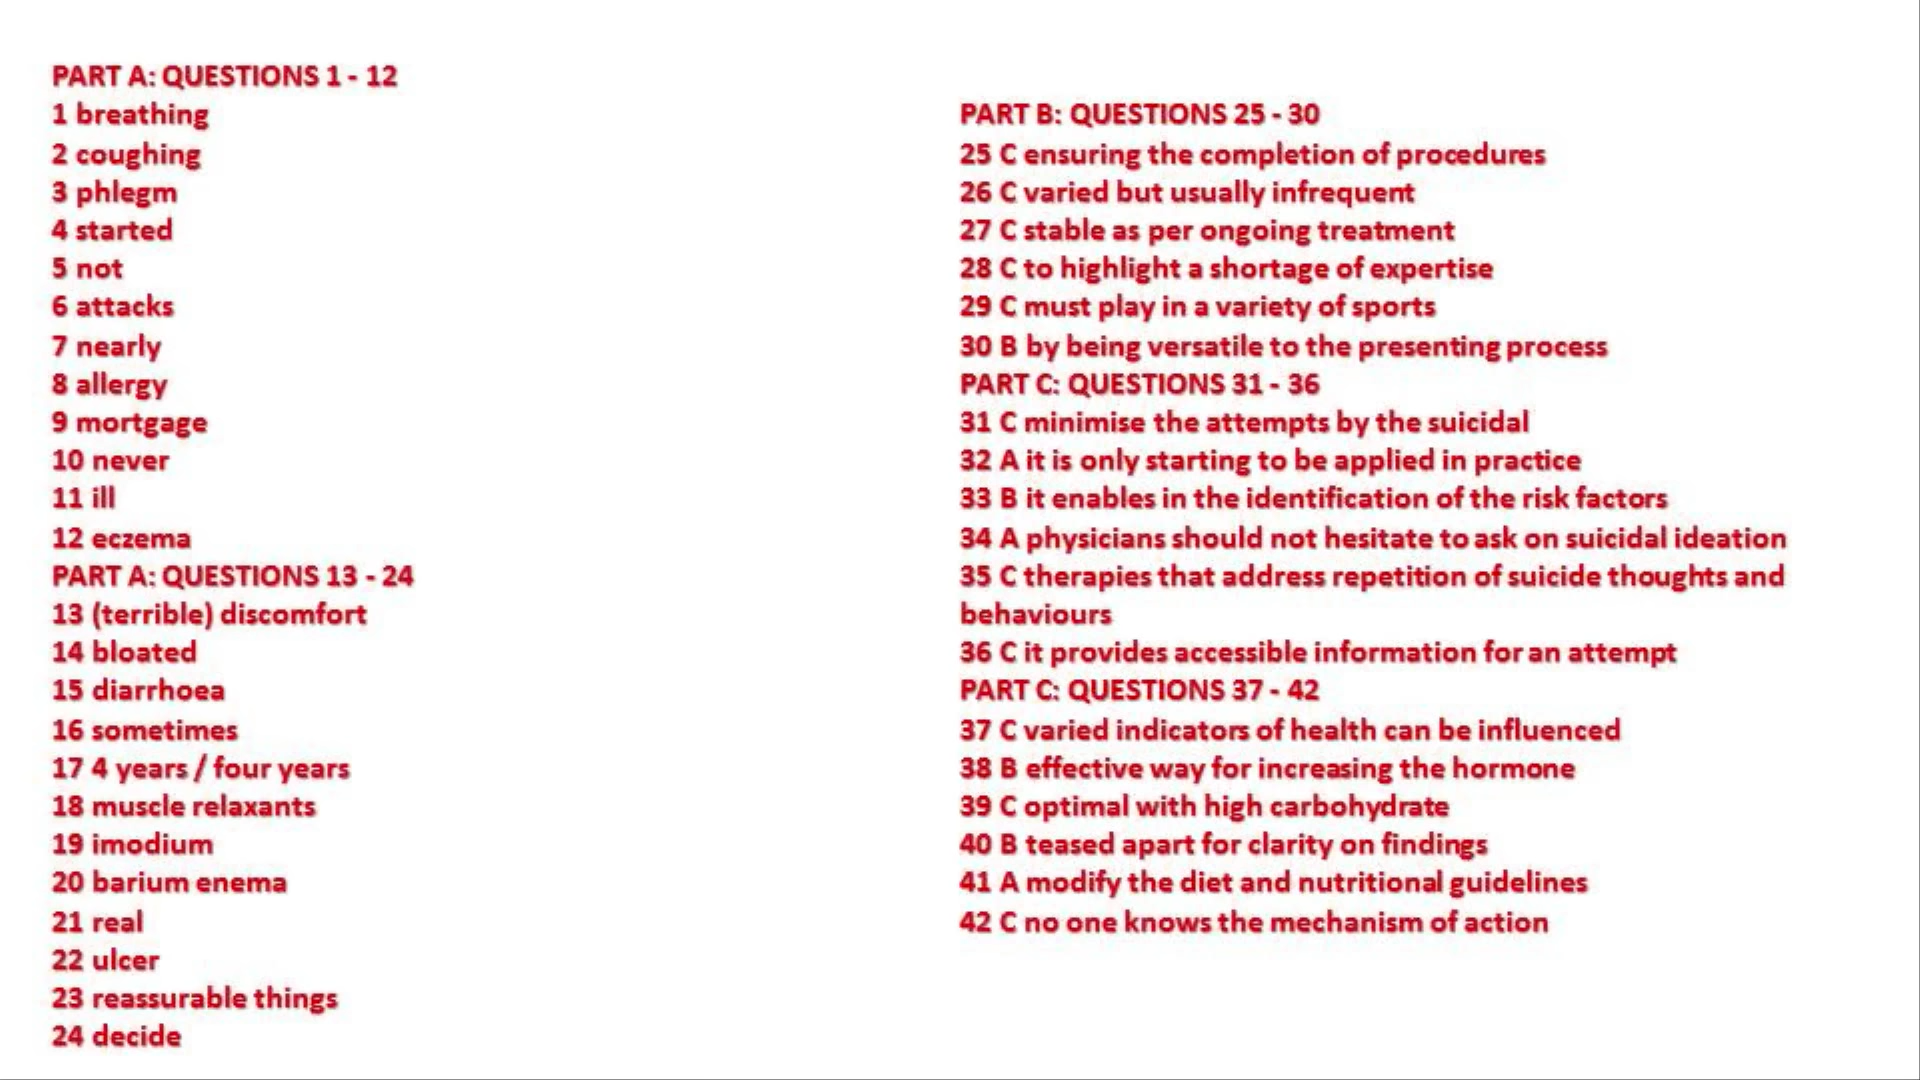 PART A: QUESTIONS 1 - 12
1 breathing
2 coughing
3 phlegm
4 started
5 not
6 attacks
7 nearly
8 allergy
9 mortgage
10 never
11 ill
12 eczema
PART A: QUESTIONS 13 - 24
13 (terrible) discomfort
14 bloated
15 diarrhoea
16 sometimes
17 4 years / four years
18 muscle relaxants
19 imodium
20 barium enema
21 real
22 ulcer
23 reassurable things
24 decide
PART B: QUESTIONS 25 - 30
25 C ensuring the completion of procedures
26 C varied but usually infrequent
27 C stable as per ongoing treatment
28 C to highlight a shortage of expertise
29 C must play in a variety of sports
30 B by being versatile to the presenting process
PART C: QUESTIONS 31 - 36
31 C minimise the attempts by the suicidal
32 A it is only starting to be applied in practice
33 B it enables in the identification of the risk factors
34 A physicians should not hesitate to ask on suicidal ideation
35 C therapies that address repetition of suicide thoughts and
behaviours
36 C it provides accessible information for an attempt
PART C: QUESTIONS 37 - 42
37 C varied indicators of health can be influenced
38 B effective way for increasing the hormone
39 C optimal with high carbohydrate
40 B teased apart for clarity on findings
41 A modify the diet and nutritional guidelines
42 C no one knows the mechanism of action